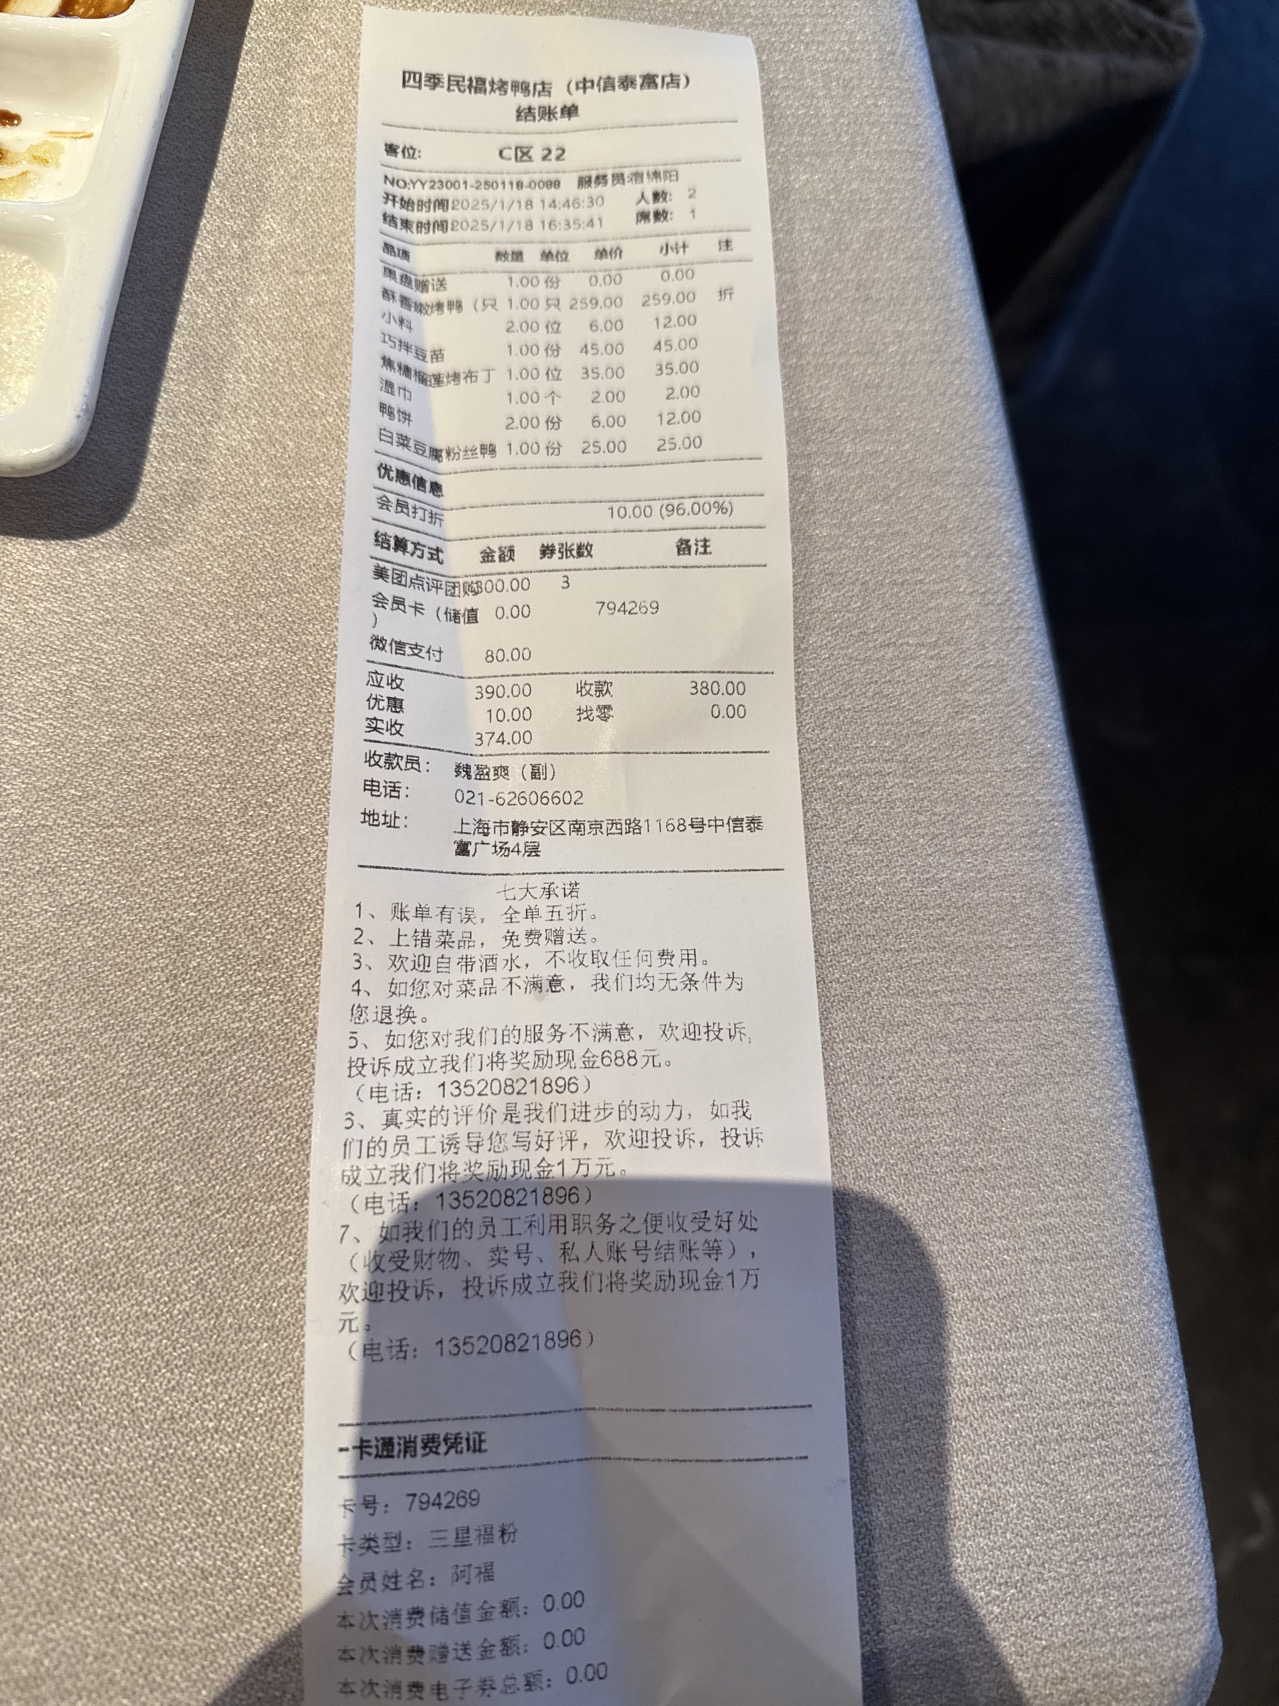 四季民福烤鸭店（中信泰富店）
结账单
客位: C区 22
NO:YY23001-250118-0098 服务员:宿绵阳
开始时间2025/1/18 14:46:30 人数: 2
结束时间2025/1/18 16:35:41 席数: 1
品项 数量 单位 单价 小计 注
果盘赠送 1.00 份 0.00 0.00
酥香嫩烤鸭（只 1.00 只 259.00 259.00 折
小料 2.00 位 6.00 12.00
巧拌豆苗 1.00 份 45.00 45.00
焦糖榴莲烤布丁 1.00 位 35.00 35.00
湿巾 1.00 个 2.00 2.00
鸭饼 2.00 份 6.00 12.00
白菜豆腐粉丝鸭 1.00 份 25.00 25.00
优惠信息
会员打折 10.00 (96.00%)
结算方式 金额 券张数 备注
美团点评团购300.00 3
会员卡（储值 0.00 794269
）
微信支付 80.00
应收 390.00 收款 380.00
优惠 10.00 找零 0.00
实收 374.00
收款员: 魏盈爽（副）
电话: 021-62606602
地址: 上海市静安区南京西路1168号中信泰
富广场4层
七大承诺
1、账单有误，全单五折。
2、上错菜品，免费赠送。
3、欢迎自带酒水，不收取任何费用。
4、如您对菜品不满意，我们均无条件为
您退换。
5、如您对我们的服务不满意，欢迎投诉,
投诉成立我们将奖励现金688元。
（电话：13520821896）
6、真实的评价是我们进步的动力，如我
们的员工诱导您写好评，欢迎投诉，投诉
成立我们将奖励现金1万元。
（电话：13520821896）
7、如我们的员工利用职务之便收受好处
（收受财物、卖号、私人账号结账等），
欢迎投诉，投诉成立我们将奖励现金1万
元。
（电话：13520821896）
一卡通消费凭证
卡号：794269
卡类型：三星福粉
会员姓名：阿福
本次消费储值金额：0.00
本次消费赠送金额：0.00
本次消费电子券总额：0.00